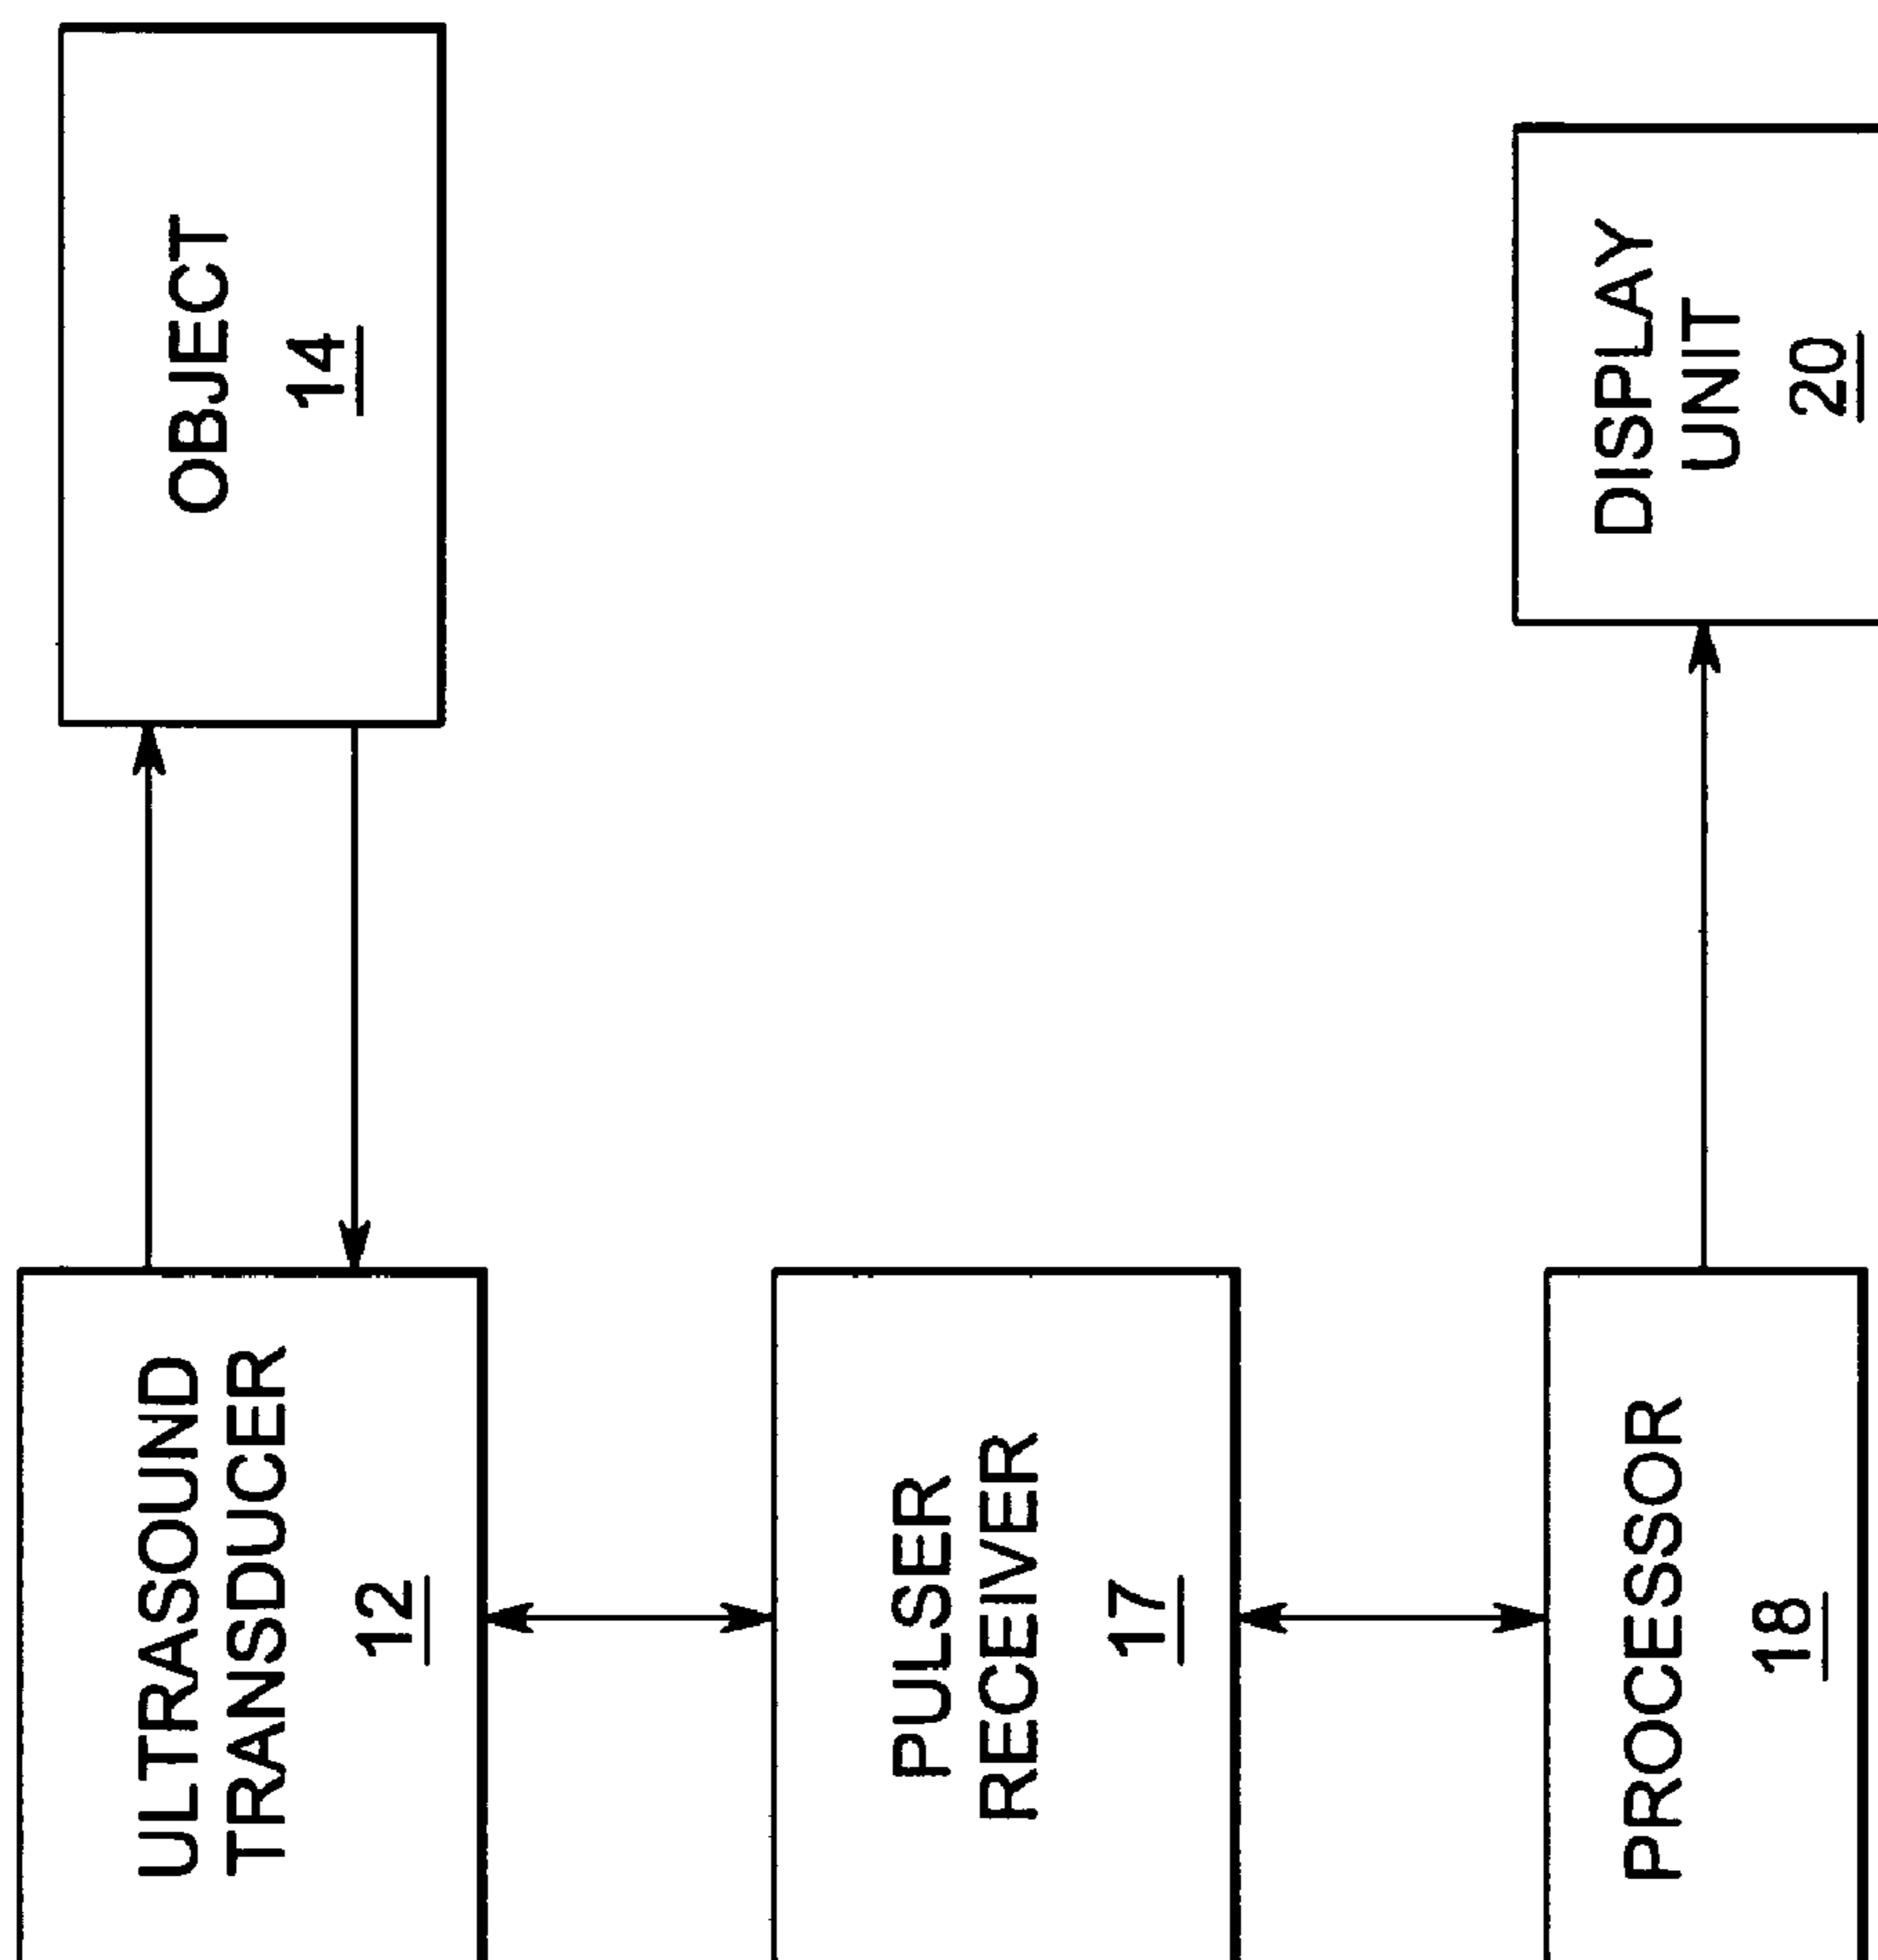 ULTRASOUND
TRANSDUCER
12
OBJECT
14
PULSER
RECEIVER
17
PROCESSOR
18
DISPLAY
UNIT
20